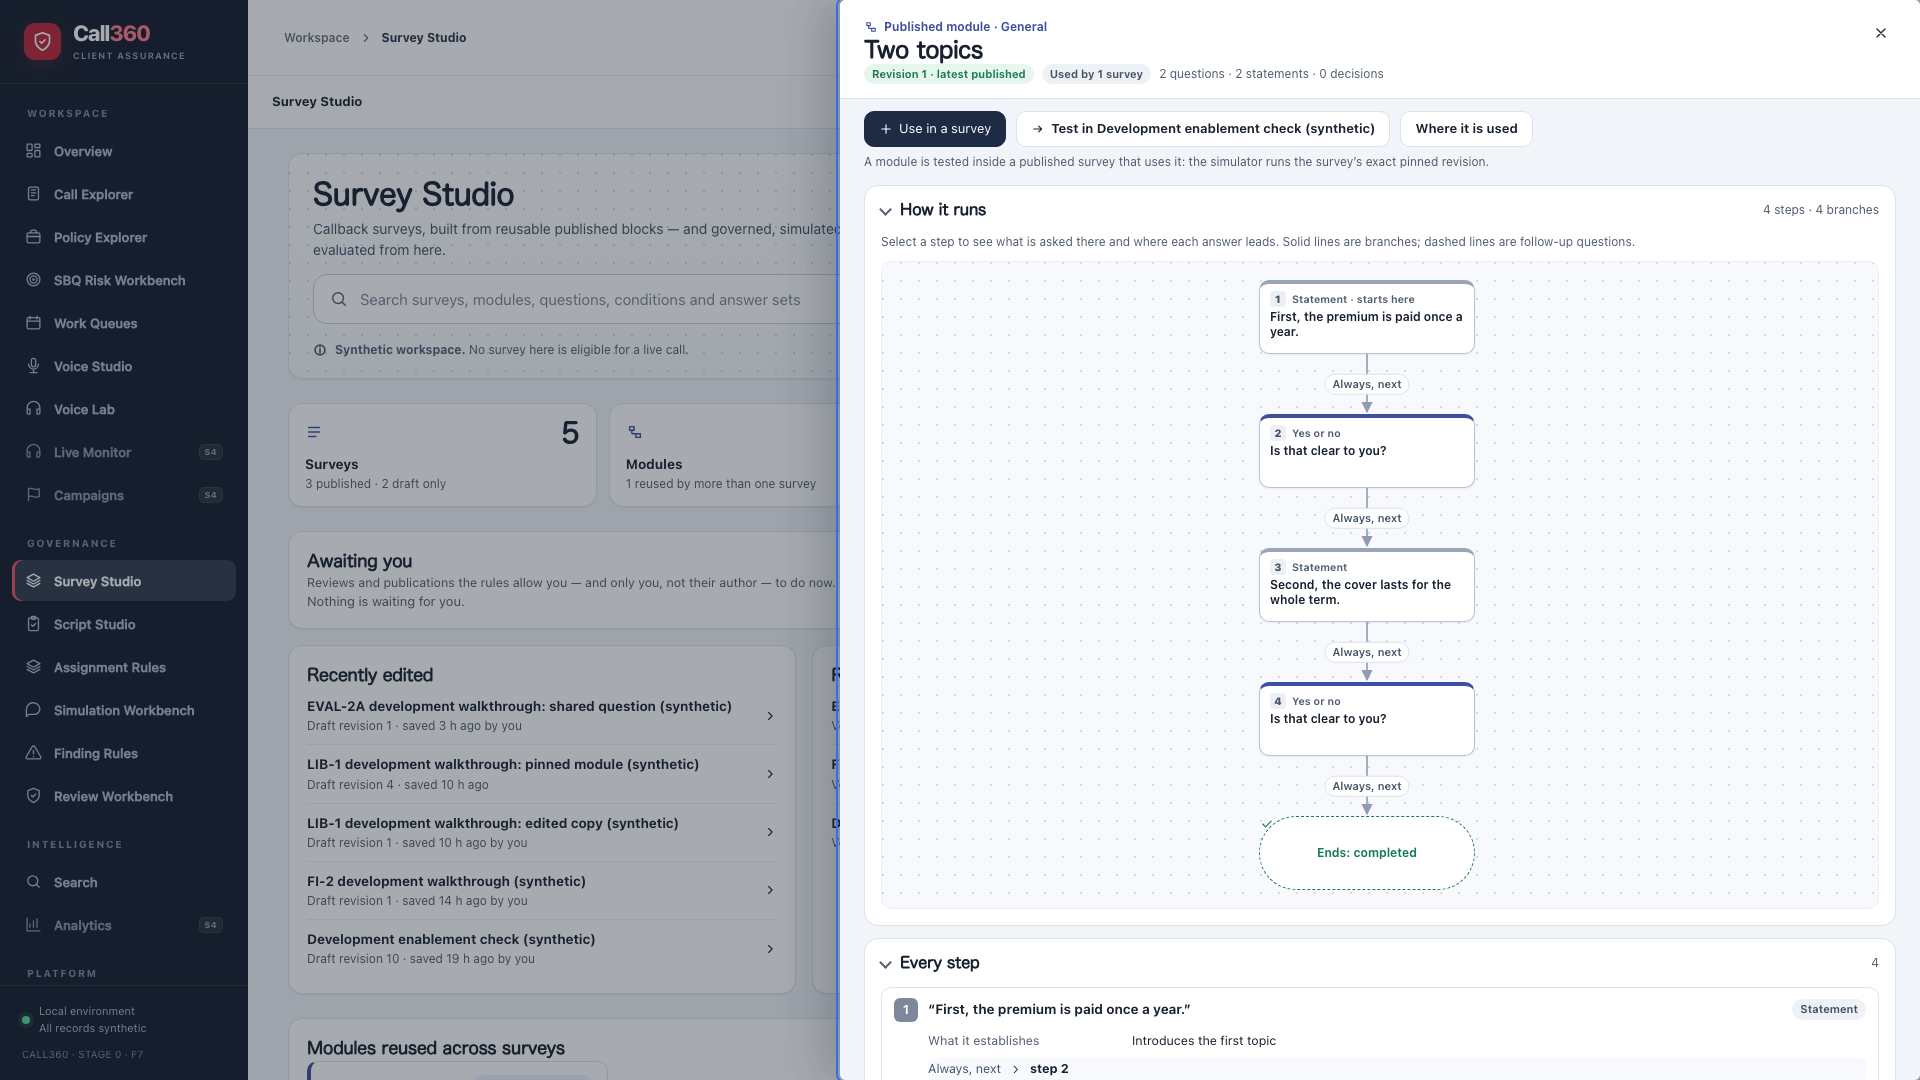 Call360
CLIENT ASSURANCE
WORKSPACE
Overview
Call Explorer
Policy Explorer
SBQ Risk Workbench
Work Queues
Voice Studio
Voice Lab
Live Monitor S4
Campaigns S4
GOVERNANCE
Survey Studio
Script Studio
Assignment Rules
Simulation Workbench
Finding Rules
Review Workbench
INTELLIGENCE
Search
Analytics S4
PLATFORM
Local environment
All records synthetic
CALL360 · STAGE 0 · F7
Workspace > Survey Studio
Survey Studio
Survey Studio
Callback surveys, built from reusable published blocks — and governed, simulated
evaluated from here.
Search surveys, modules, questions, conditions and answer sets
Synthetic workspace. No survey here is eligible for a live call.
5
Surveys
3 published · 2 draft only
Modules
1 reused by more than one survey
Awaiting you
Reviews and publications the rules allow you — and only you, not their author — to do now.
Nothing is waiting for you.
Recently edited
EVAL-2A development walkthrough: shared question (synthetic)
Draft revision 1 · saved 3 h ago by you
LIB-1 development walkthrough: pinned module (synthetic)
Draft revision 4 · saved 10 h ago
LIB-1 development walkthrough: edited copy (synthetic)
Draft revision 1 · saved 10 h ago by you
FI-2 development walkthrough (synthetic)
Draft revision 1 · saved 14 h ago by you
Development enablement check (synthetic)
Draft revision 10 · saved 19 h ago by you
Modules reused across surveys
Published module · General
Two topics
Revision 1 · latest published Used by 1 survey 2 questions · 2 statements · 0 decisions
Use in a survey
Test in Development enablement check (synthetic)
Where it is used
A module is tested inside a published survey that uses it: the simulator runs the survey’s exact pinned revision.
How it runs
4 steps · 4 branches
Select a step to see what is asked there and where each answer leads. Solid lines are branches; dashed lines are follow-up questions.
1 Statement · starts here
First, the premium is paid once a
year.
Always, next
2 Yes or no
Is that clear to you?
Always, next
3 Statement
Second, the cover lasts for the
whole term.
Always, next
4 Yes or no
Is that clear to you?
Always, next
Ends: completed
Every step
4
1 “First, the premium is paid once a year.” Statement
What it establishes Introduces the first topic
Always, next > step 2